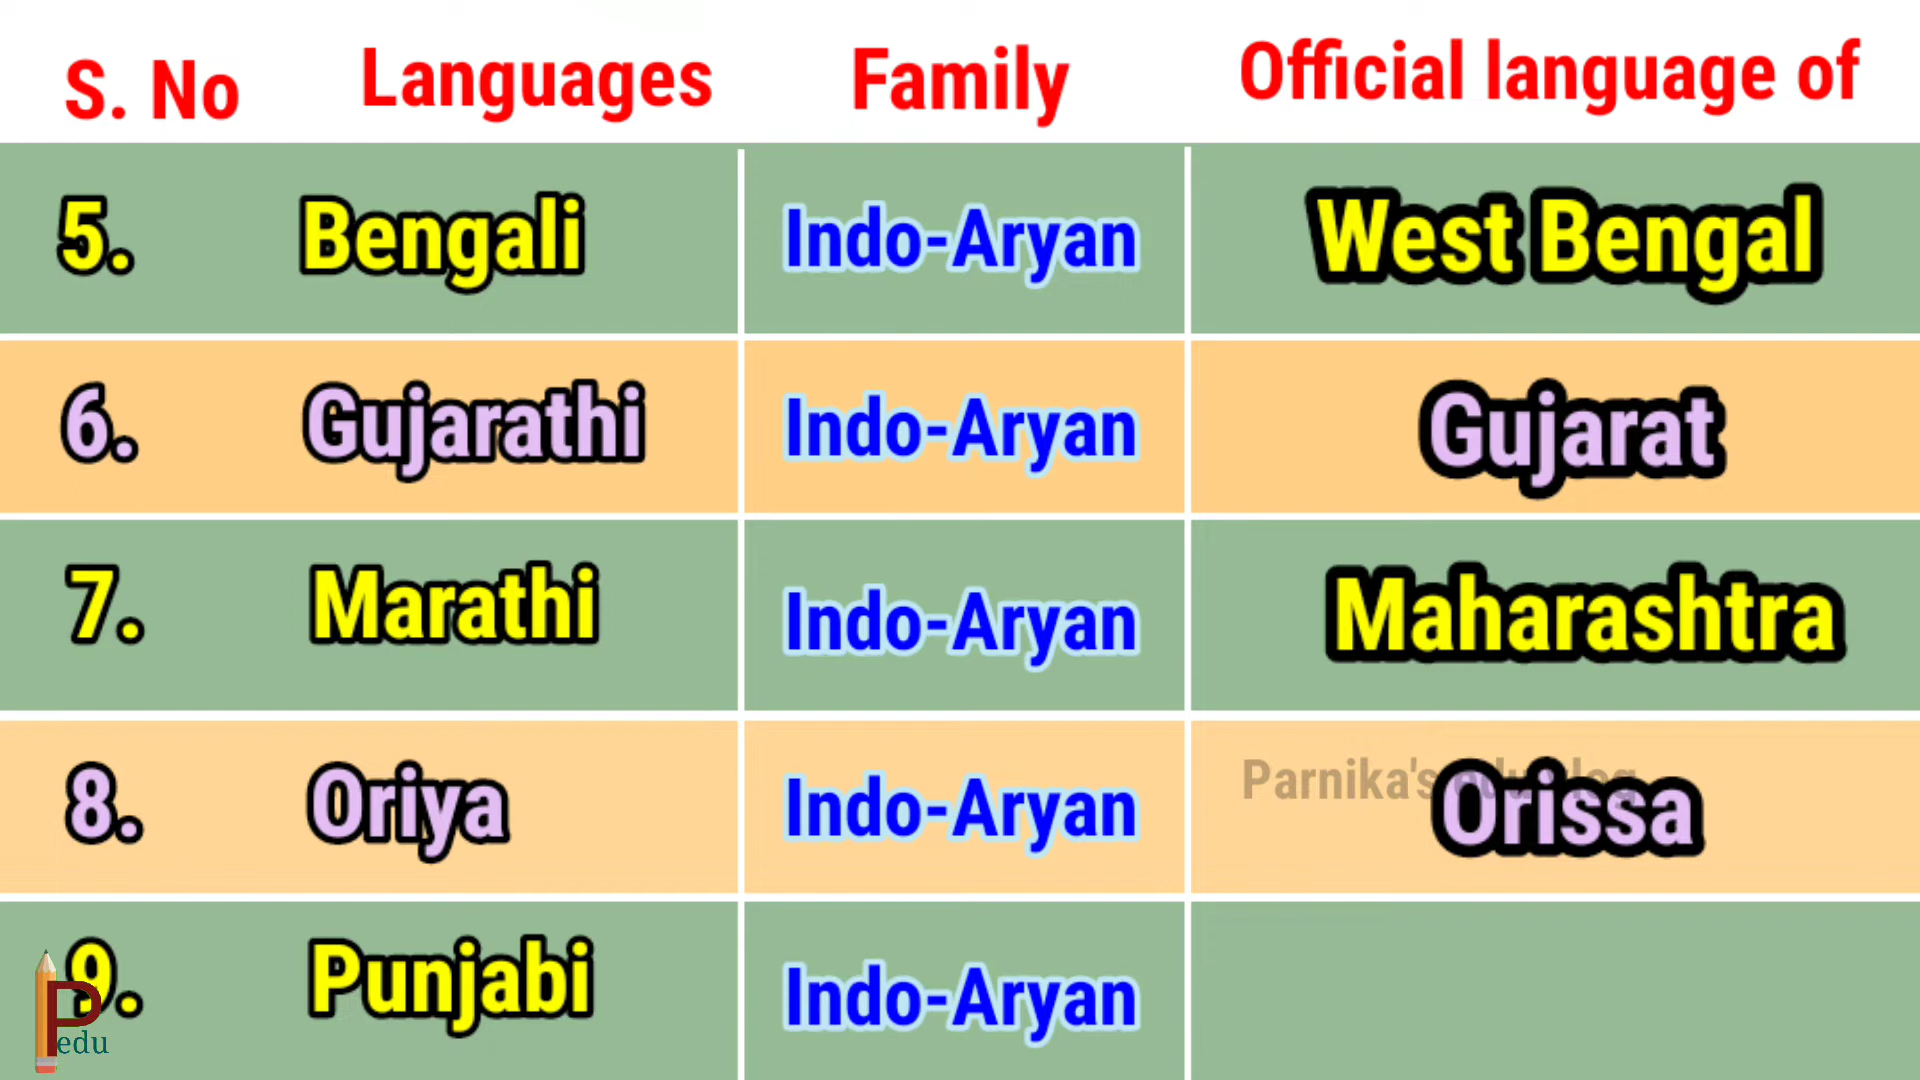 S. No Languages Family Official language of
5. Bengali Indo-Aryan West Bengal
6. Gujarathi Indo-Aryan Gujarat
7. Marathi Indo-Aryan Maharashtra
8. Oriya Indo-Aryan Orissa
Parnika's edu
9. Punjabi Indo-Aryan
P
edu